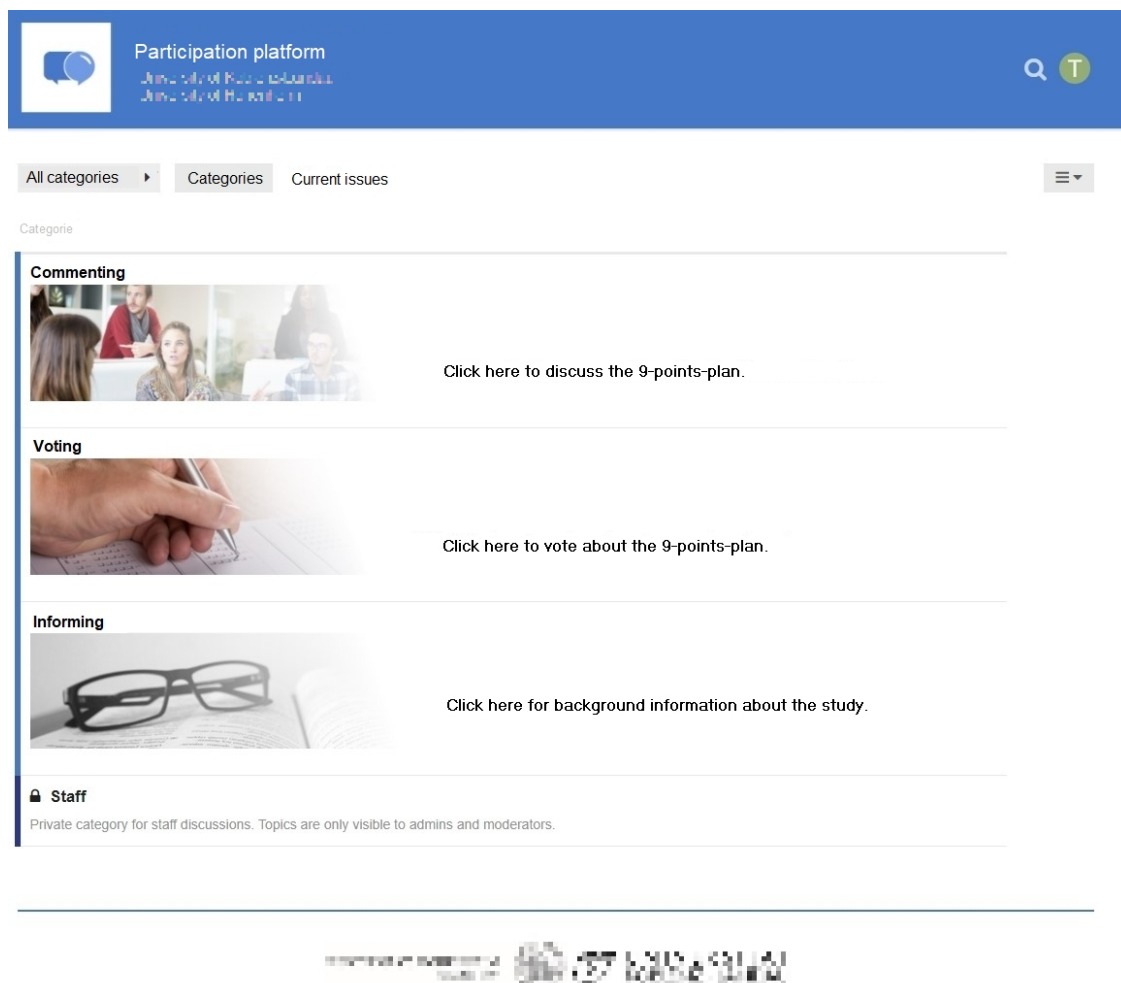 Participation platform
T
All categories
Categories
Current issues
Categorie
Commenting
Click here to discuss the 9-points-plan.
Voting
Click here to vote about the 9-points-plan.
Informing
Click here for background information about the study.
Staff
Private category for staff discussions. Topics are only visible to admins and moderators.